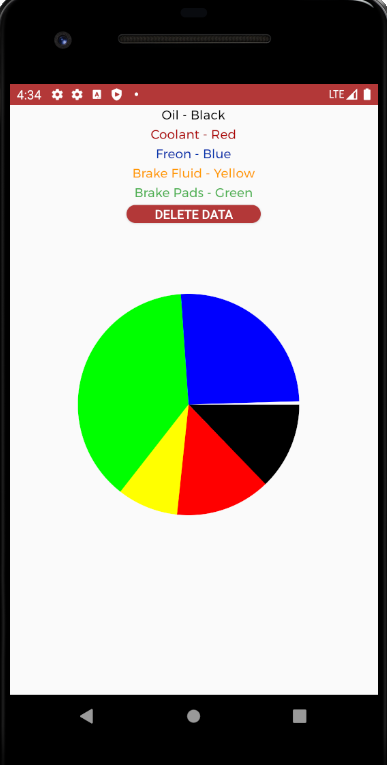 4:34 LTE
Oil - Black
Coolant - Red
Freon - Blue
Brake Fluid - Yellow
Brake Pads - Green
DELETE DATA